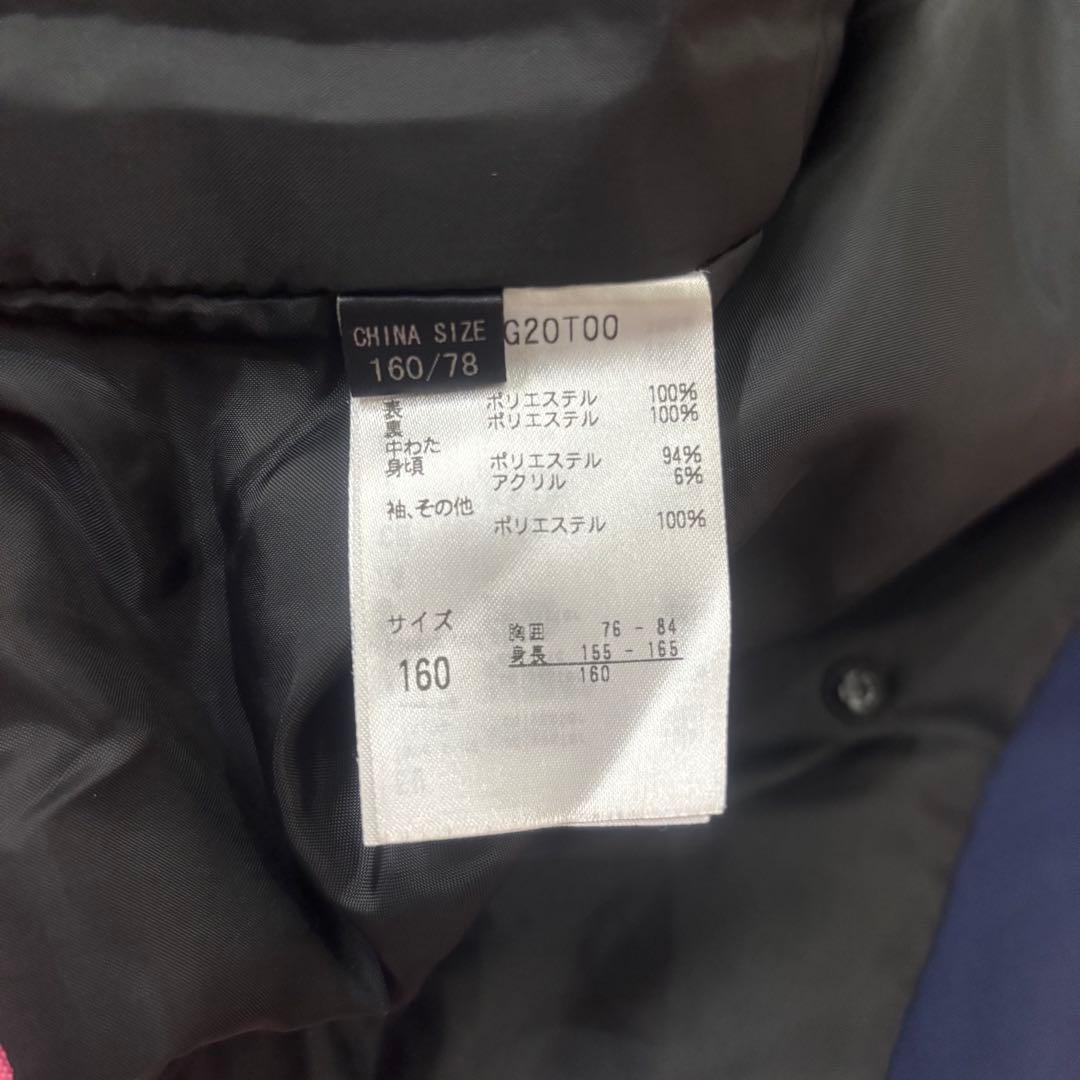 CHINA SIZE
160/78
G20T00
表 ポリエステル 100%
裏 ポリエステル 100%
中わた
身頃 ポリエステル 94%
アクリル 6%
袖、その他
ポリエステル 100%
サイズ
160
胸囲 76 - 84
身長 155 - 165
160